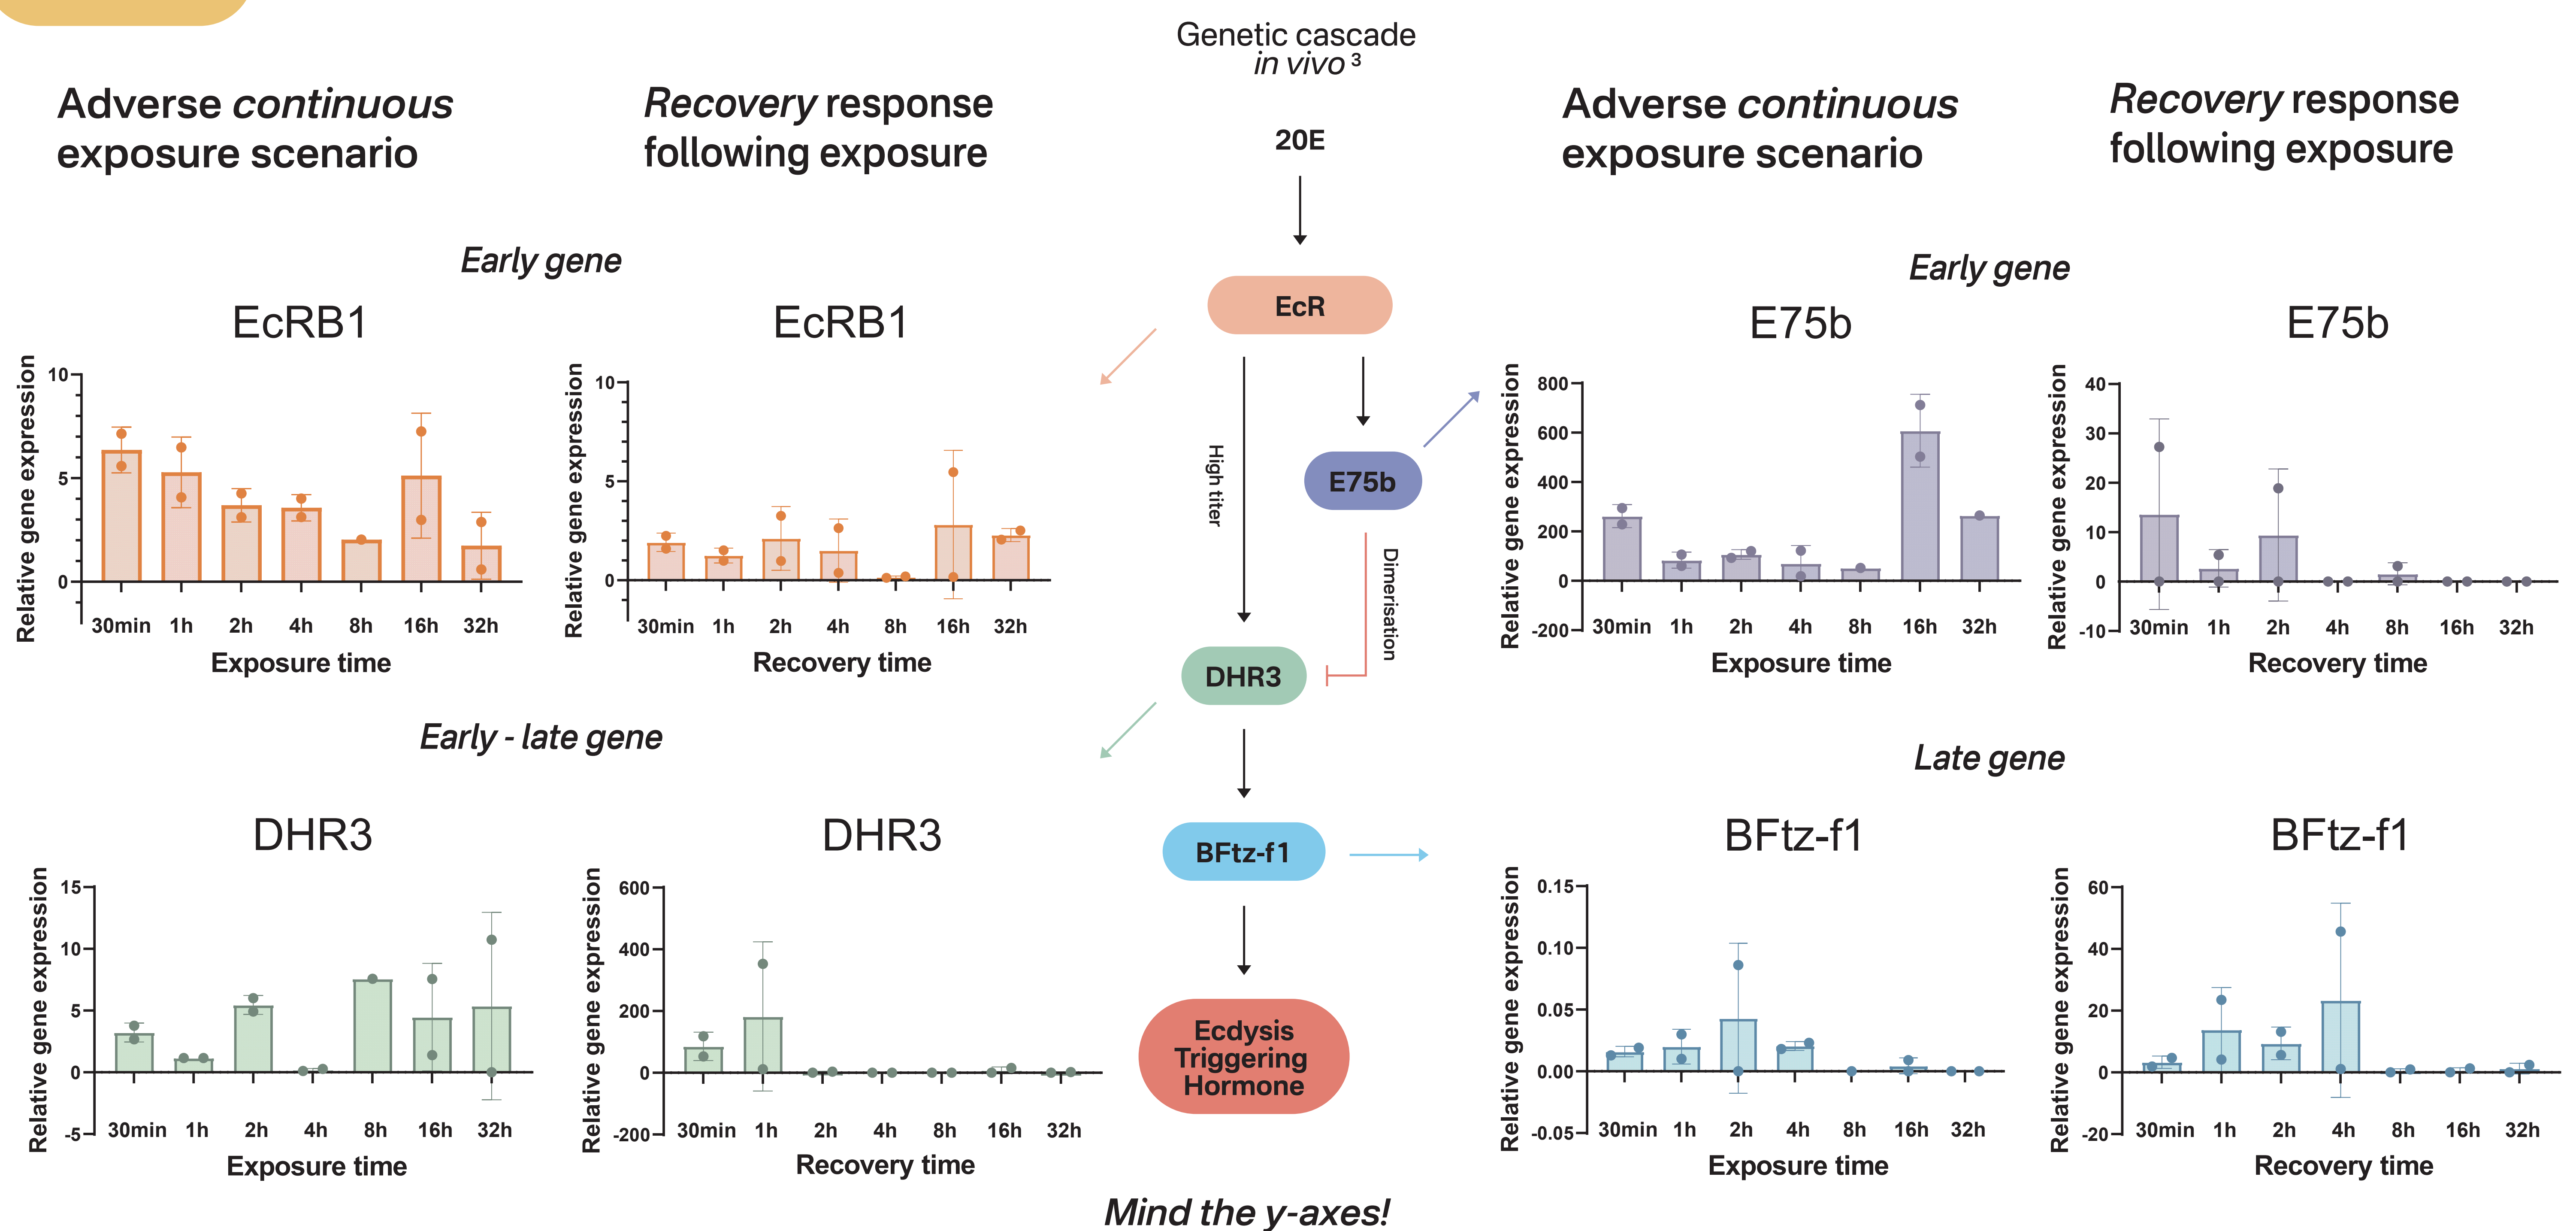 Genetic cascade
in vivo 3
Adverse continuous
exposure scenario
Recovery response
following exposure
20E
Adverse continuous
exposure scenario
Recovery response
following exposure
Early gene
EcRB1
Relative gene expression
10
5
0
30min 1h 2h 4h 8h 16h 32h
Exposure time
EcRB1
Relative gene expression
10
5
0
30min 1h 2h 4h 8h 16h 32h
Recovery time
EcR
High titer
E75b
Dimerisation
DHR3
BFtz-f1
Ecdysis
Triggering
Hormone
Early gene
E75b
Relative gene expression
800
600
400
200
0
-200
30min 1h 2h 4h 8h 16h 32h
Exposure time
E75b
Relative gene expression
40
30
20
10
0
-10
30min 1h 2h 4h 8h 16h 32h
Recovery time
Early - late gene
DHR3
Relative gene expression
15
10
5
0
-5
30min 1h 2h 4h 8h 16h 32h
Exposure time
DHR3
Relative gene expression
600
400
200
0
-200
30min 1h 2h 4h 8h 16h 32h
Recovery time
Late gene
BFtz-f1
Relative gene expression
0.15
0.10
0.05
0.00
-0.05
30min 1h 2h 4h 8h 16h 32h
Exposure time
BFtz-f1
Relative gene expression
60
40
20
0
-20
30min 1h 2h 4h 8h 16h 32h
Recovery time
Mind the y-axes!